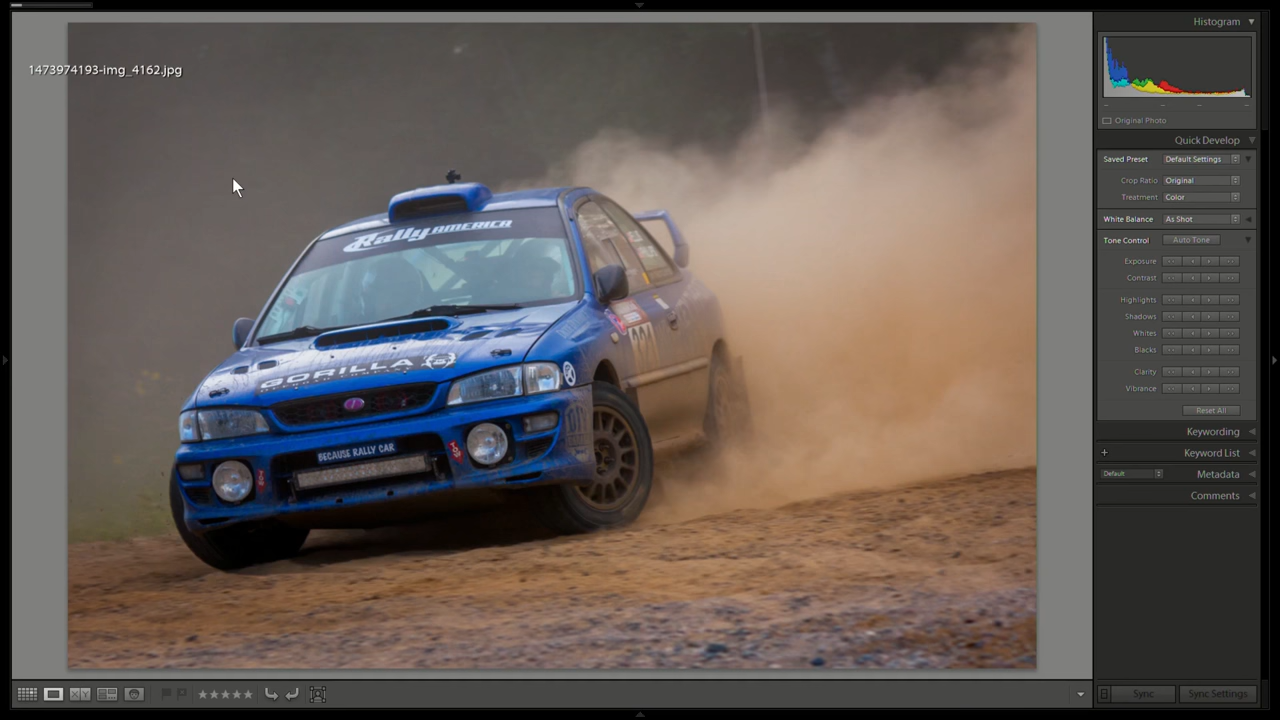 Histogram
1473974193-img_4162.jpg
Original Photo
Quick Develop
Saved Preset Default Settings
Crop Ratio: Original
Treatment: Color
White Balance As Shot
Tone Control Auto Tone
Exposure
Contrast
Highlights
Shadows
Whites
Blacks
Clarity
Vibrance
Reset All
Keywording
+ Keyword List
Default Metadata
Comments
Rally AMERICA
GORILLA
BECAUSE RALLY CAR
TOW
TOW
X Y
Sync
Sync Settings